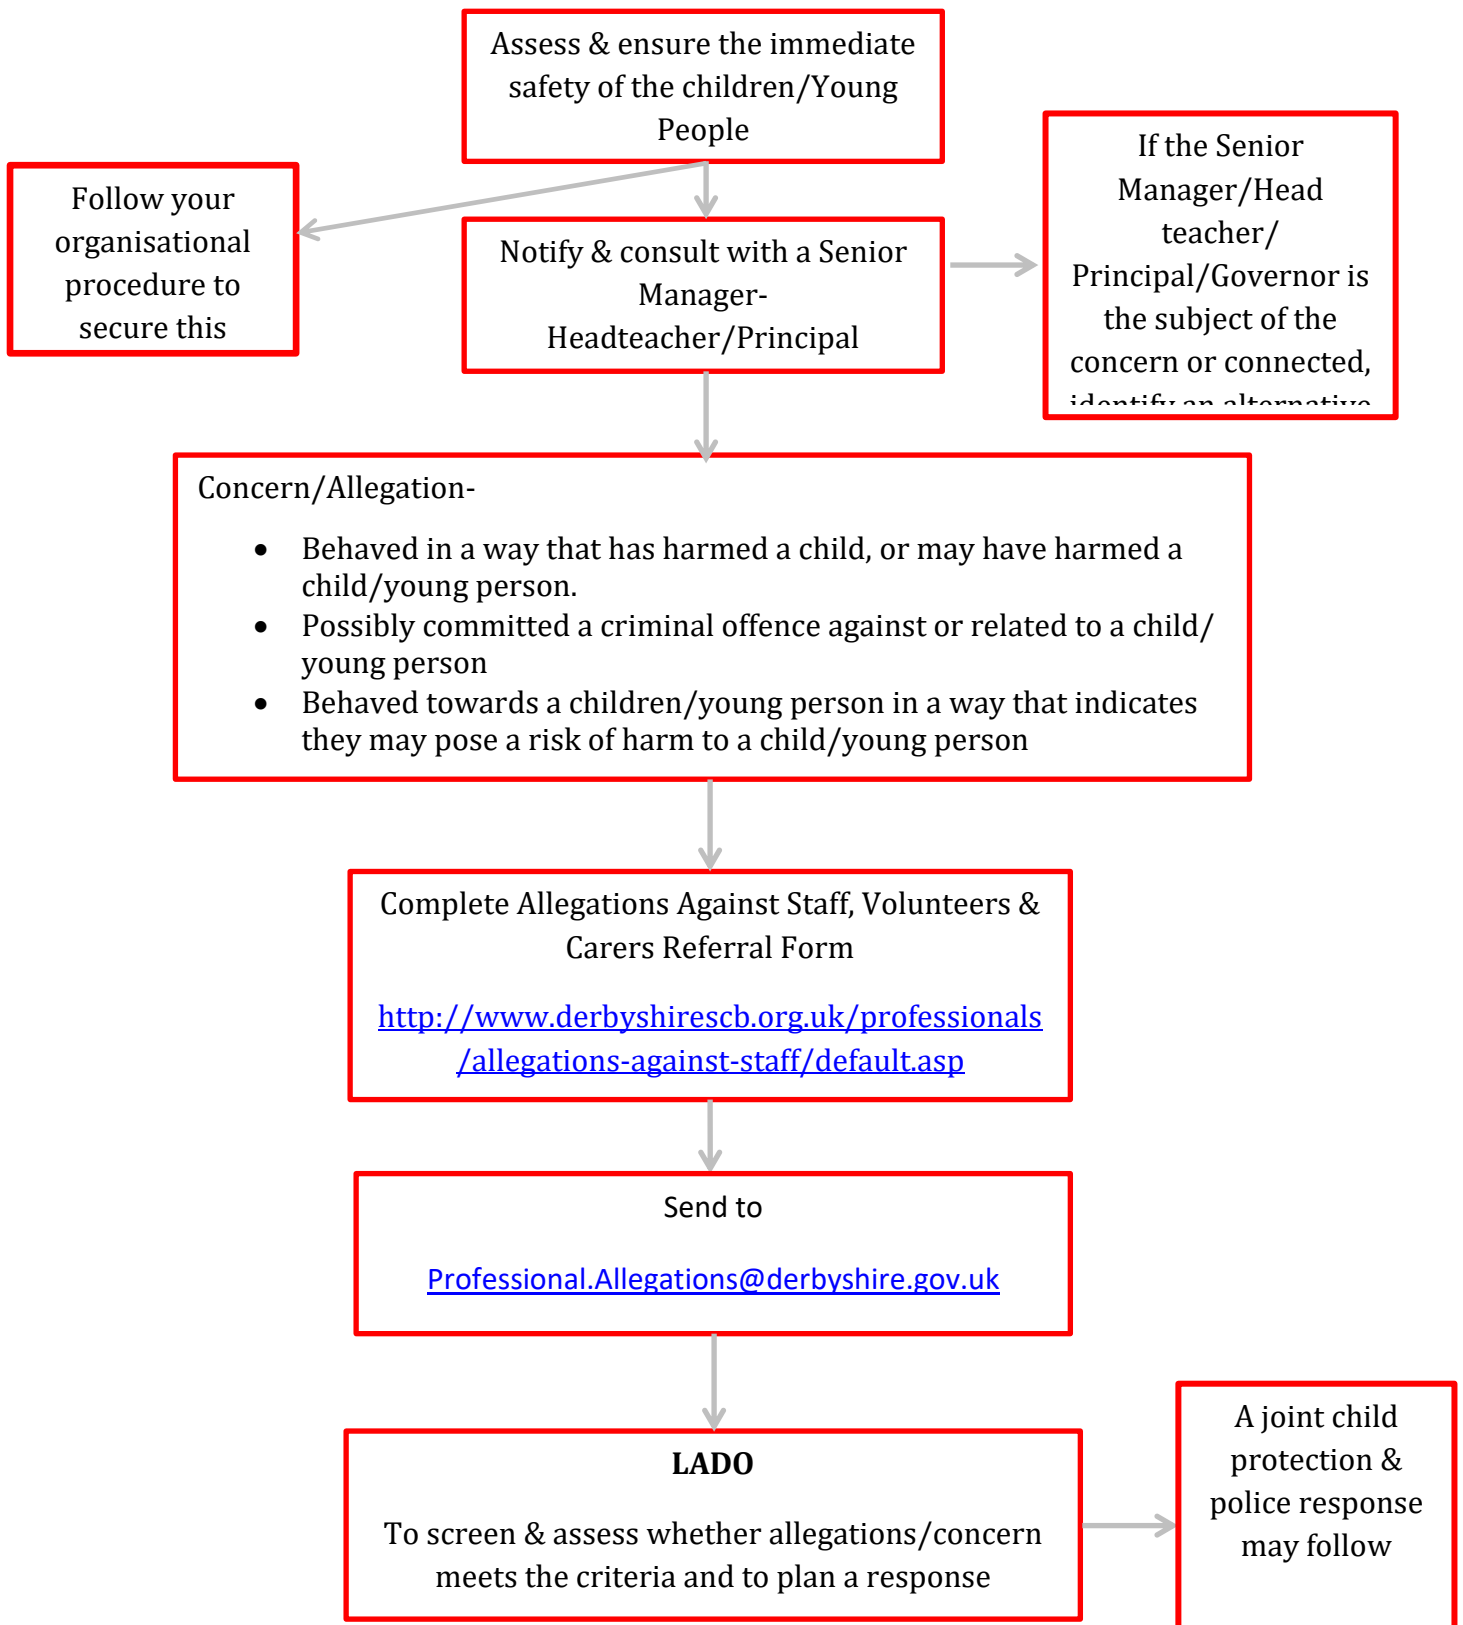 Assess & ensure the immediate
safety of the children/Young
People
Follow your
organisational
procedure to
secure this
Notify & consult with a Senior
Manager-
Headteacher/Principal
If the Senior
Manager/Head
teacher/
Principal/Governor is
the subject of the
concern or connected,
identify an alternative
Concern/Allegation-
• Behaved in a way that has harmed a child, or may have harmed a
child/young person.
• Possibly committed a criminal offence against or related to a child/
young person
• Behaved towards a children/young person in a way that indicates
they may pose a risk of harm to a child/young person
Complete Allegations Against Staff, Volunteers &
Carers Referral Form
http://www.derbyshirescb.org.uk/professionals
/allegations-against-staff/default.asp
Send to
Professional.Allegations@derbyshire.gov.uk
LADO
To screen & assess whether allegations/concern
meets the criteria and to plan a response
A joint child
protection &
police response
may follow